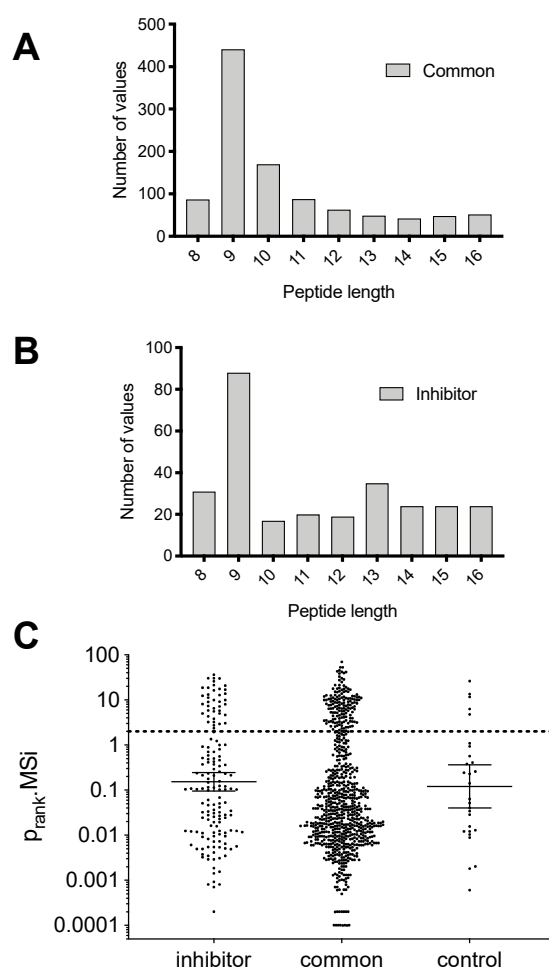 A
Number of values
500
400
300
200
100
0
Common
8 9 10 11 12 13 14 15 16
Peptide length
B
Number of values
100
80
60
40
20
0
Inhibitor
8 9 10 11 12 13 14 15 16
Peptide length
C
p_rank.MSi
100
10
1
0.1
0.01
0.001
0.0001
inhibitor common control